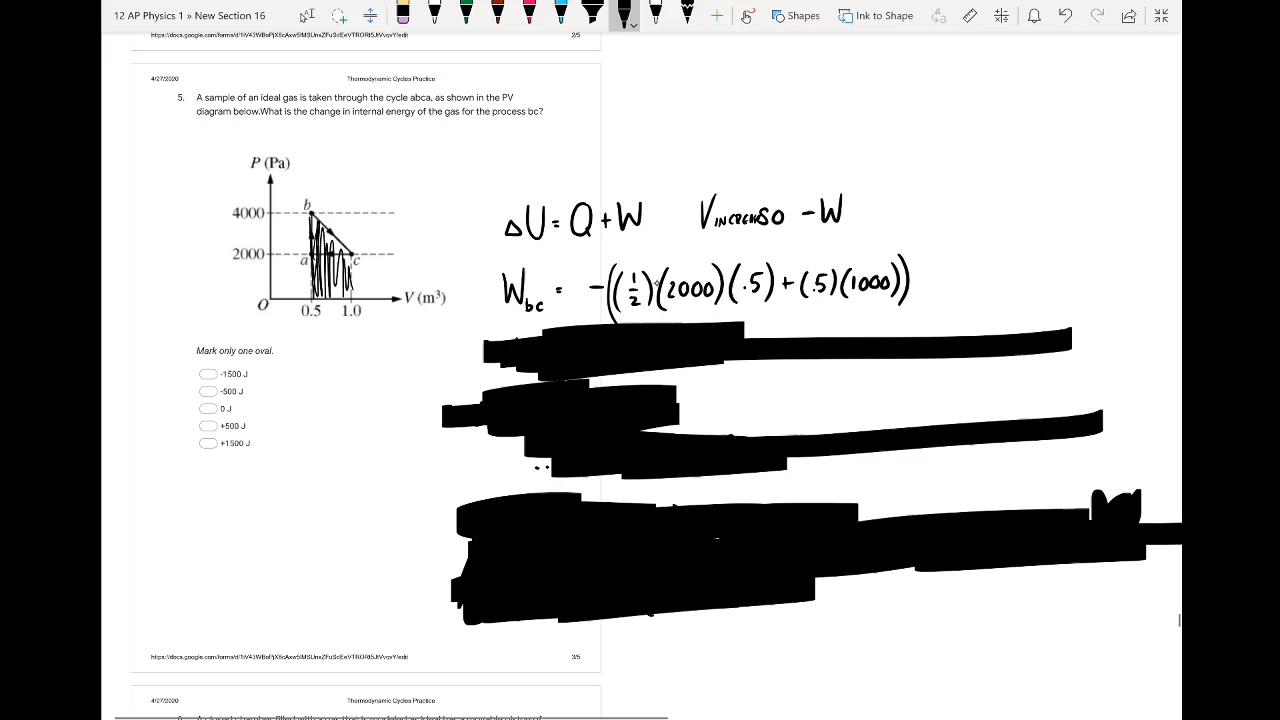 12 AP Physics 1 » New Section 16
Shapes
Ink to Shape
2/5
4/27/2020
Thermodynamic Cycles Practice
5. A sample of an ideal gas is taken through the cycle abca, as shown in the PV
diagram below.What is the change in internal energy of the gas for the process bc?
P (Pa)
4000
b
2000
a
c
O
0.5 1.0
V (m³)
ΔU = Q + W
V INCREASE SO -W
W bc = -((1/2)(2000)(.5) + (.5)(1000))
Mark only one oval.
-1500 J
-500 J
0 J
+500 J
+1500 J
3/5
4/27/2020
Thermodynamic Cycles Practice